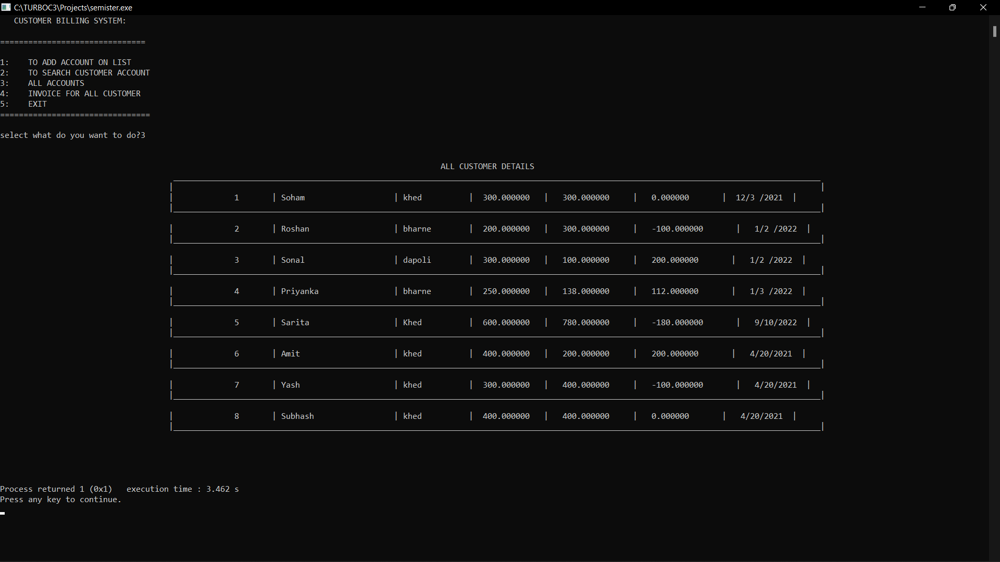 C:\TURBOC3\Projects\semister.exe
CUSTOMER BILLING SYSTEM:
===============================
1: TO ADD ACCOUNT ON LIST
2: TO SEARCH CUSTOMER ACCOUNT
3: ALL ACCOUNTS
4: INVOICE FOR ALL CUSTOMER
5: EXIT
================================
select what do you want to do?3
ALL CUSTOMER DETAILS
| 1 | Soham | khed | 300.000000 | 300.000000 | 0.000000 | 12/3 /2021 |
| 2 | Roshan | bharne | 200.000000 | 300.000000 | -100.000000 | 1/2 /2022 |
| 3 | Sonal | dapoli | 300.000000 | 100.000000 | 200.000000 | 1/2 /2022 |
| 4 | Priyanka | bharne | 250.000000 | 138.000000 | 112.000000 | 1/3 /2022 |
| 5 | Sarita | Khed | 600.000000 | 780.000000 | -180.000000 | 9/10/2022 |
| 6 | Amit | khed | 400.000000 | 200.000000 | 200.000000 | 4/20/2021 |
| 7 | Yash | khed | 300.000000 | 400.000000 | -100.000000 | 4/20/2021 |
| 8 | Subhash | khed | 400.000000 | 400.000000 | 0.000000 | 4/20/2021 |
Process returned 1 (0x1) execution time : 3.462 s
Press any key to continue.